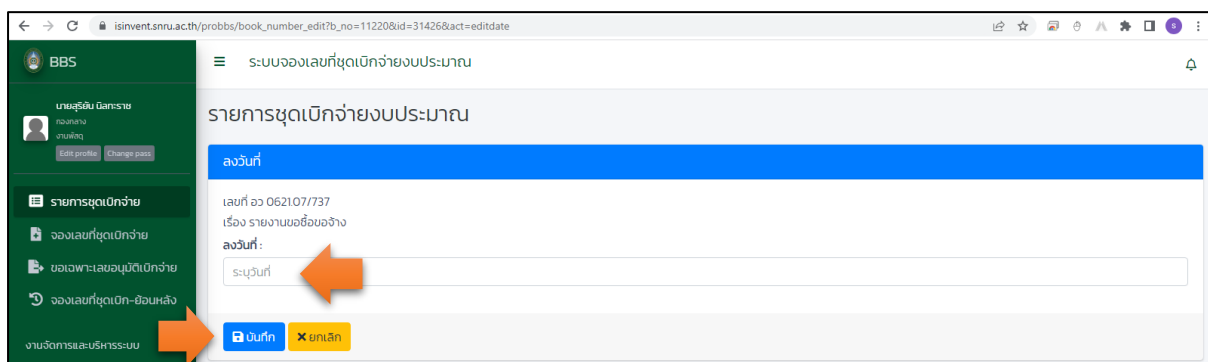 isinvent.snru.ac.th/probbs/book_number_edit?b_no=11220&id=31426&act=editdate
s
BBS
ระบบจองเลขที่ชุดเบิกจ่ายงบประมาณ
นายสุริยัน นิลทะราช
กองกลาง
งานพัสดุ
Edit profile Change pass
รายการชุดเบิกจ่ายงบประมาณ
ลงวันที่
รายการชุดเบิกจ่าย
เลขที่ อว 0621.07/737
เรื่อง รายงานขอซื้อขอจ้าง
จองเลขที่ชุดเบิกจ่าย
ลงวันที่ :
ขอเฉพาะเลขอนุมัติเบิกจ่าย
ระบุวันที่
จองเลขที่ชุดเบิก-ย้อนหลัง
บันทึก ยกเลิก
งานจัดการและบริหารระบบ